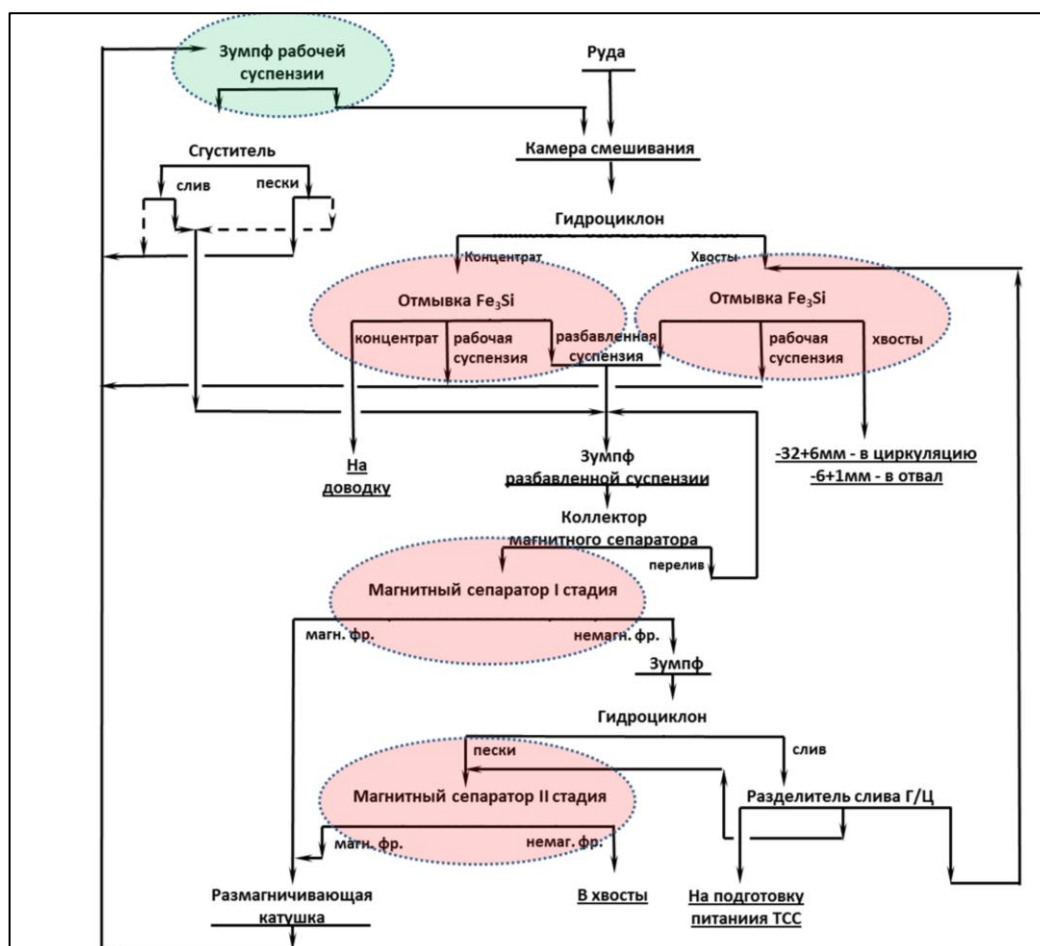 Зумпф рабочей
суспензии
Руда
Камера смешивания
Сгуститель
слив
пески
Гидроциклон
Концентрат
Хвосты
Отмывка Fe₃Si
Отмывка Fe₃Si
концентрат
рабочая
суспензия
разбавленная
суспензия
рабочая
суспензия
хвосты
На
доводку
Зумпф
разбавленной суспензии
-32+6мм - в циркуляцию
-6+1мм - в отвал
Коллектор
магнитного сепаратора
перелив
Магнитный сепаратор I стадия
магн. фр.
немагн. фр.
Зумпф
Гидроциклон
пески
слив
Магнитный сепаратор II стадия
Разделитель слива Г/Ц
магн. фр.
немаг. фр.
Размагничивающая
катушка
В хвосты
На подготовку
питаниия ТСС